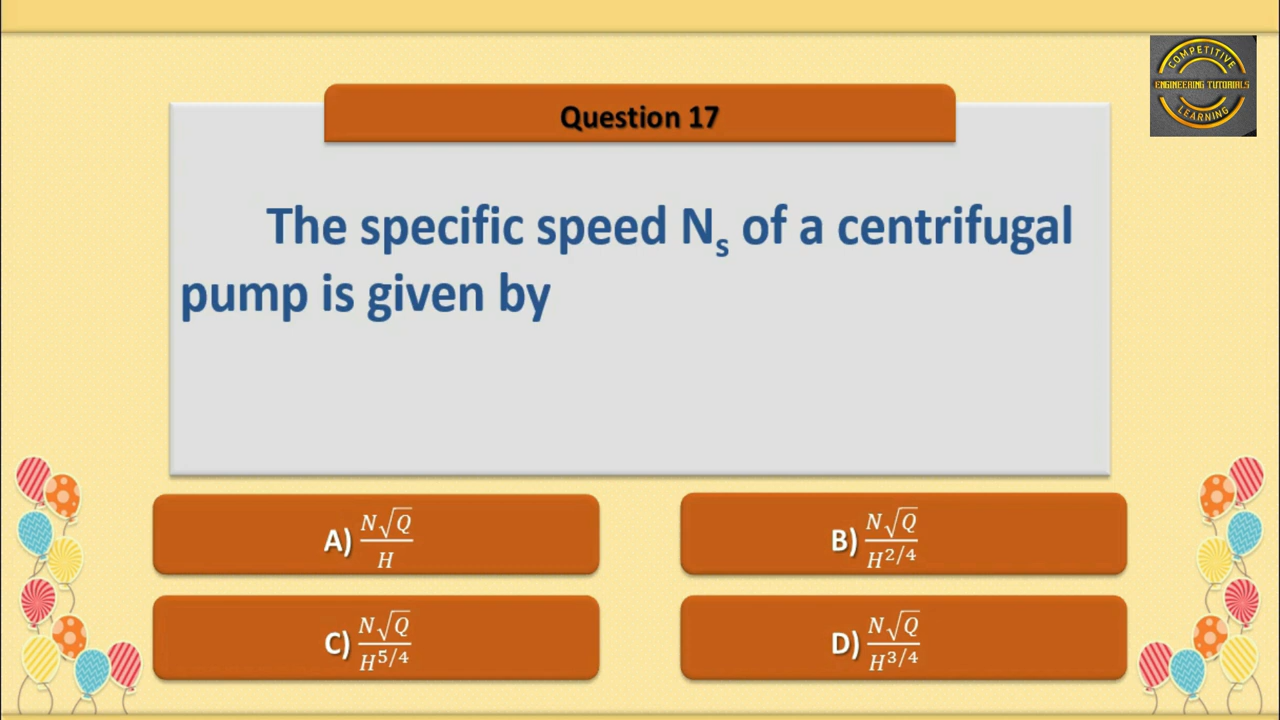 COMPETITIVE
ENGINEERING TUTORIALS
LEARNING
Question 17
The specific speed Nₛ of a centrifugal
pump is given by
A) N√Q / H
B) N√Q / H^2/4
C) N√Q / H^5/4
D) N√Q / H^3/4